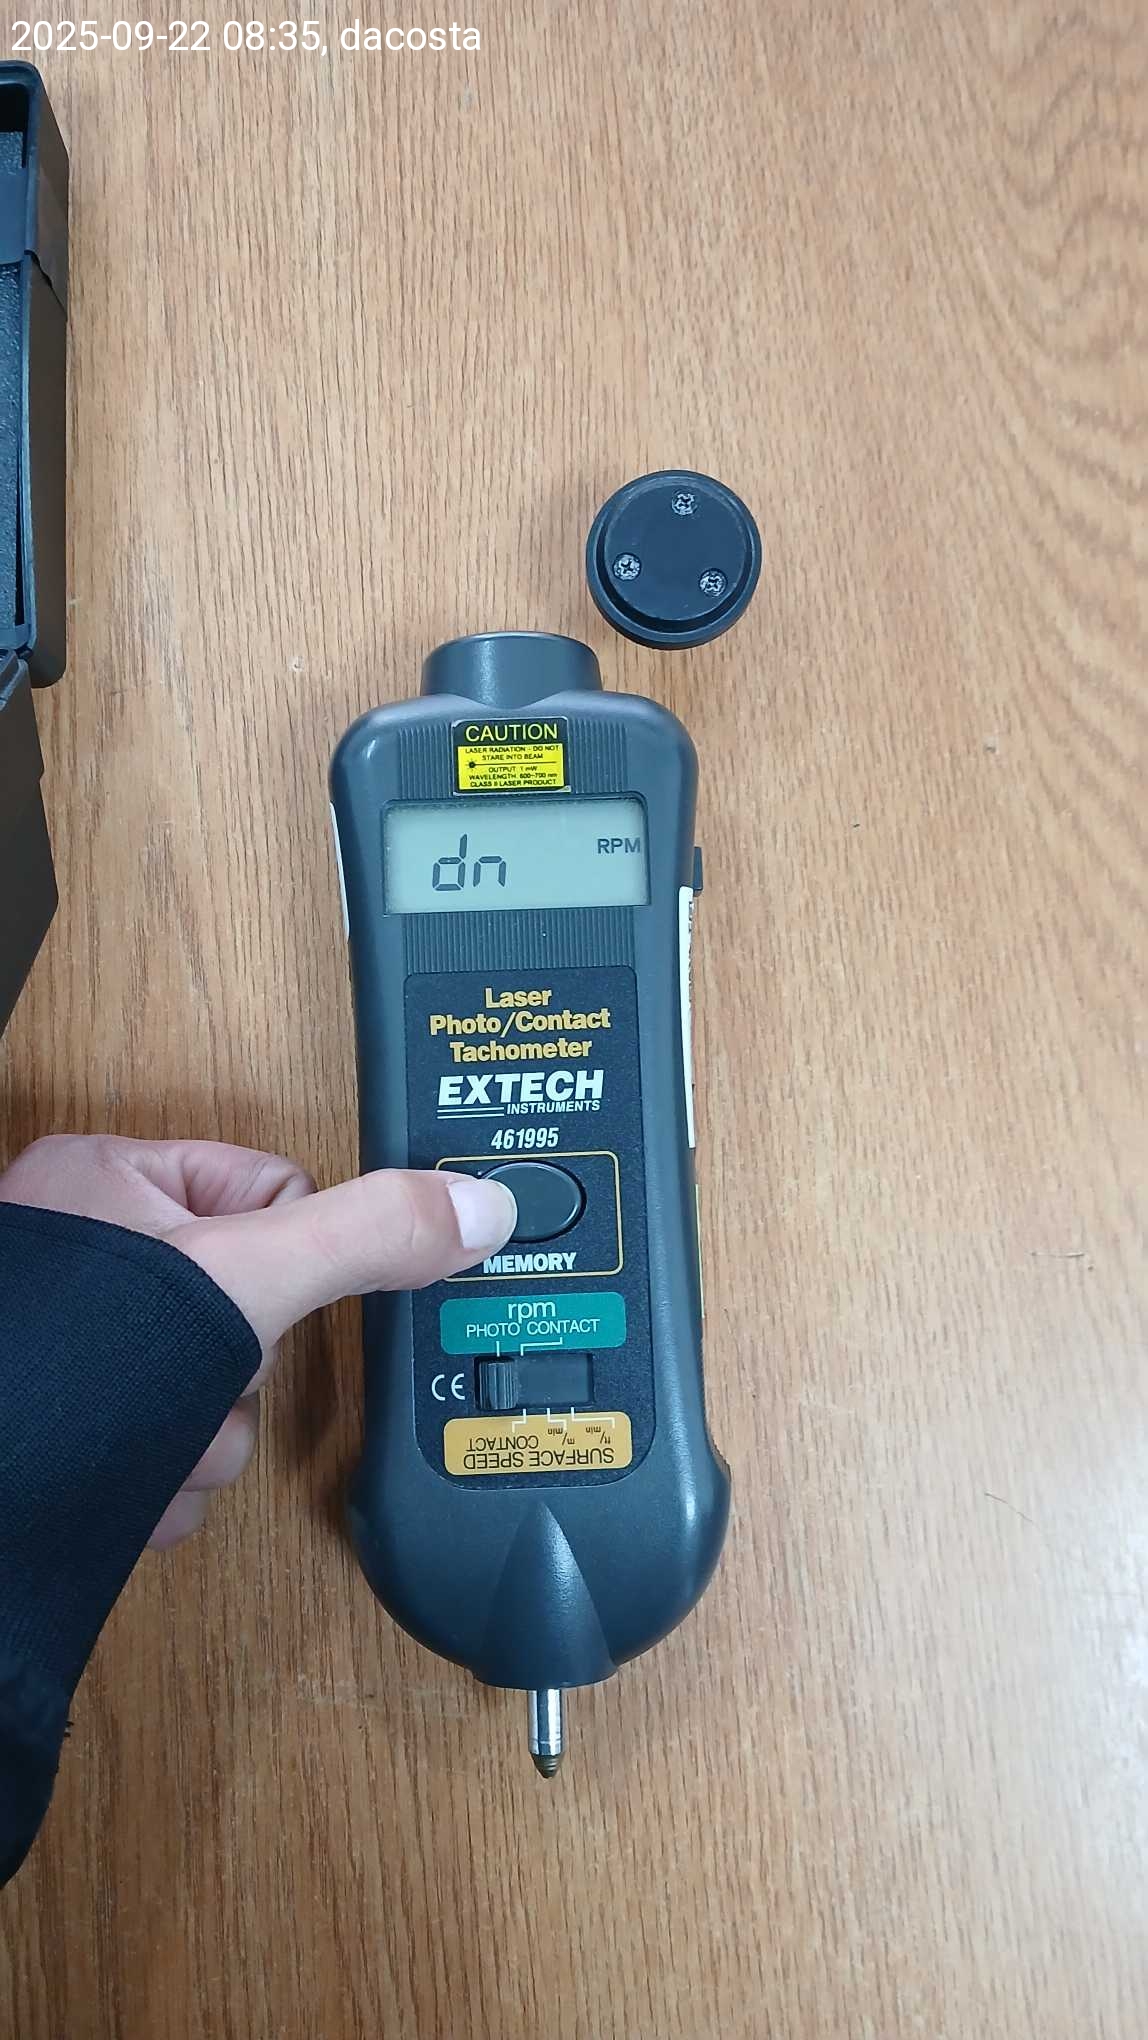 2025-09-22 08:35, dacosta
CAUTION
LASER RADIATION - DO NOT
STARE INTO BEAM
OUTPUT 1 mW
WAVELENGTH 600~700 nm
CLASS II LASER PRODUCT
dn RPM
Laser
Photo/Contact
Tachometer
EXTECH
INSTRUMENTS
461995
MEMORY
rpm
PHOTO CONTACT
CE
ft/min m/min
SURFACE SPEED
CONTACT